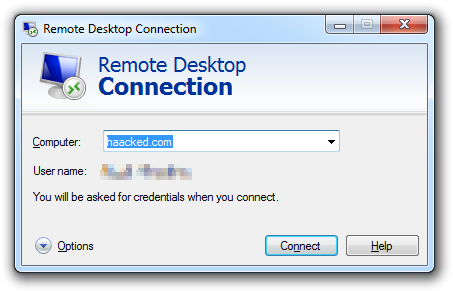 Remote Desktop Connection
Remote Desktop
Connection
Computer:
haacked.com
User name:
You will be asked for credentials when you connect.
Options
Connect
Help